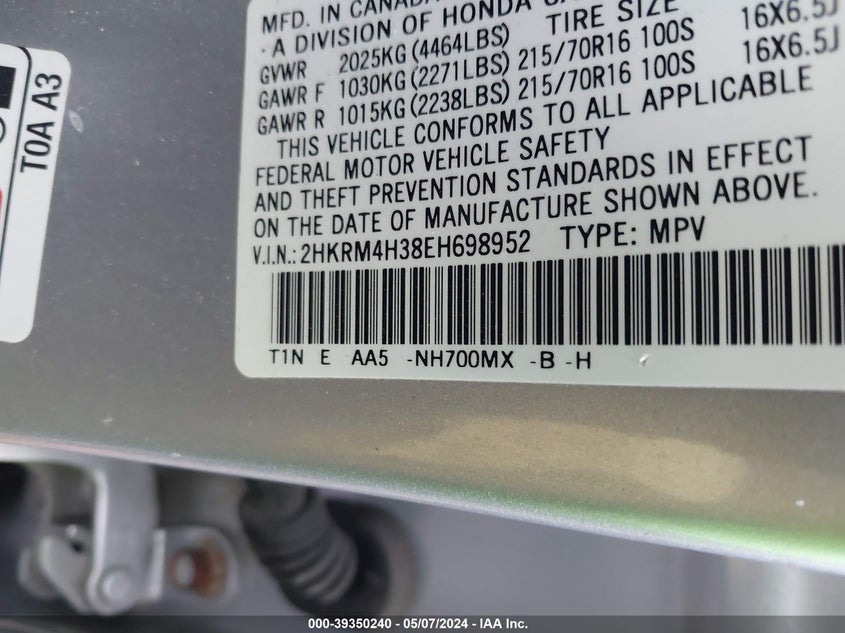 MFD. IN CANADA
· A DIVISION OF HONDA
TIRE SIZE
GVWR 2025KG (4464LBS)
GAWR F 1030KG (2271LBS) 215/70R16 100S 16X6.5J
GAWR R 1015KG (2238LBS) 215/70R16 100S 16X6.5J
THIS VEHICLE CONFORMS TO ALL APPLICABLE
FEDERAL MOTOR VEHICLE SAFETY
AND THEFT PREVENTION STANDARDS IN EFFECT
ON THE DATE OF MANUFACTURE SHOWN ABOVE.
V.I.N.: 2HKRM4H38EH698952 TYPE: MPV
T1N E AA5 -NH700MX -B -H
T0A A3
000-39350240 - 05/07/2024 - IAA Inc.